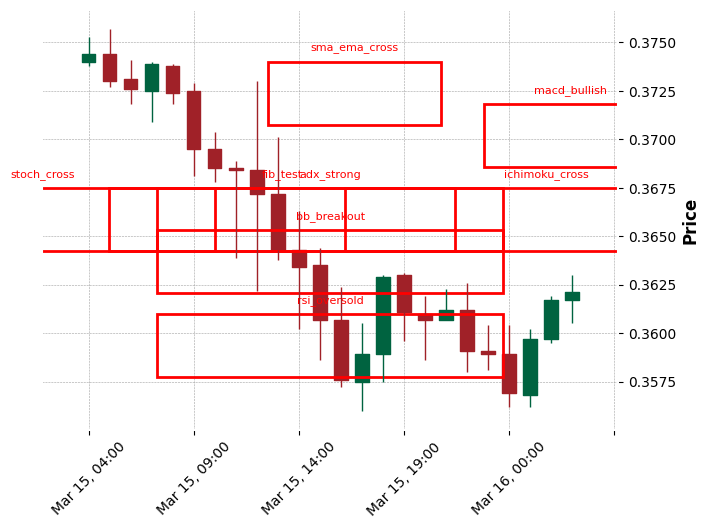 sma_ema_cross
macd_bullish
stoch_cross
fib_test
adx_strong
ichimoku_cross
bb_breakout
rsi_oversold
0.3750
0.3725
0.3700
0.3675
0.3650
0.3625
0.3600
0.3575
Price
Mar 15, 04:00
Mar 15, 09:00
Mar 15, 14:00
Mar 15, 19:00
Mar 16, 00:00